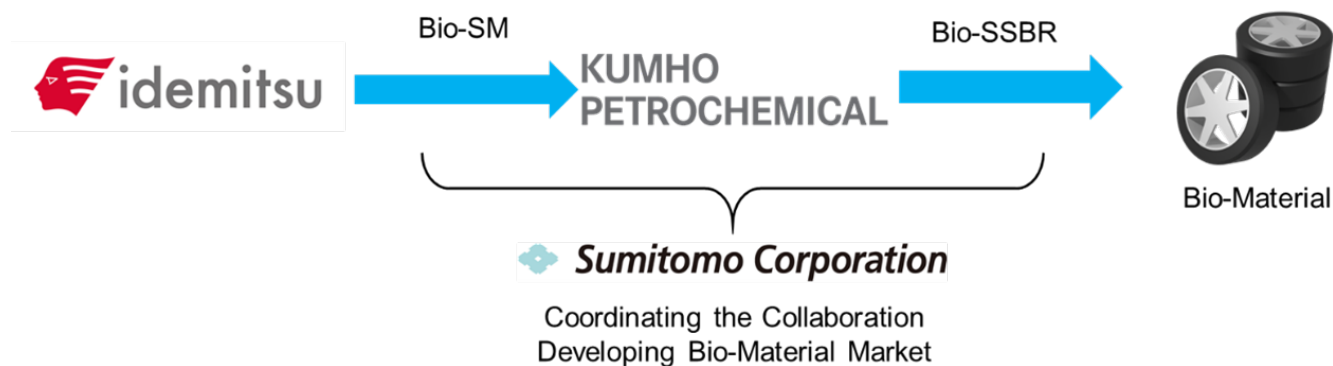 Bio-SM
Bio-SSBR
idemitsu
KUMHO
PETROCHEMICAL
Bio-Material
Sumitomo Corporation
Coordinating the Collaboration
Developing Bio-Material Market